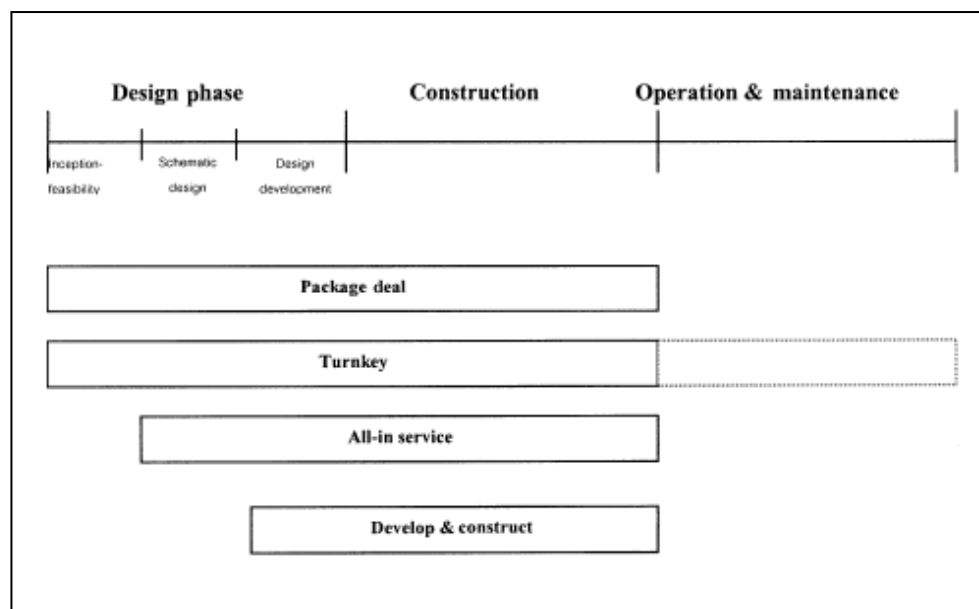 Design phase
Construction
Operation & maintenance
Inception-
feasibility
Schematic
design
Design
development
Package deal
Turnkey
All-in service
Develop & construct